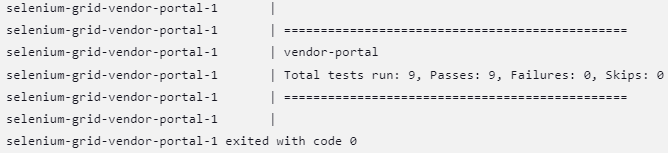 selenium-grid-vendor-portal-1       |
selenium-grid-vendor-portal-1       | ===============================================
selenium-grid-vendor-portal-1       | vendor-portal
selenium-grid-vendor-portal-1       | Total tests run: 9, Passes: 9, Failures: 0, Skips: 0
selenium-grid-vendor-portal-1       | ===============================================
selenium-grid-vendor-portal-1       |
selenium-grid-vendor-portal-1 exited with code 0